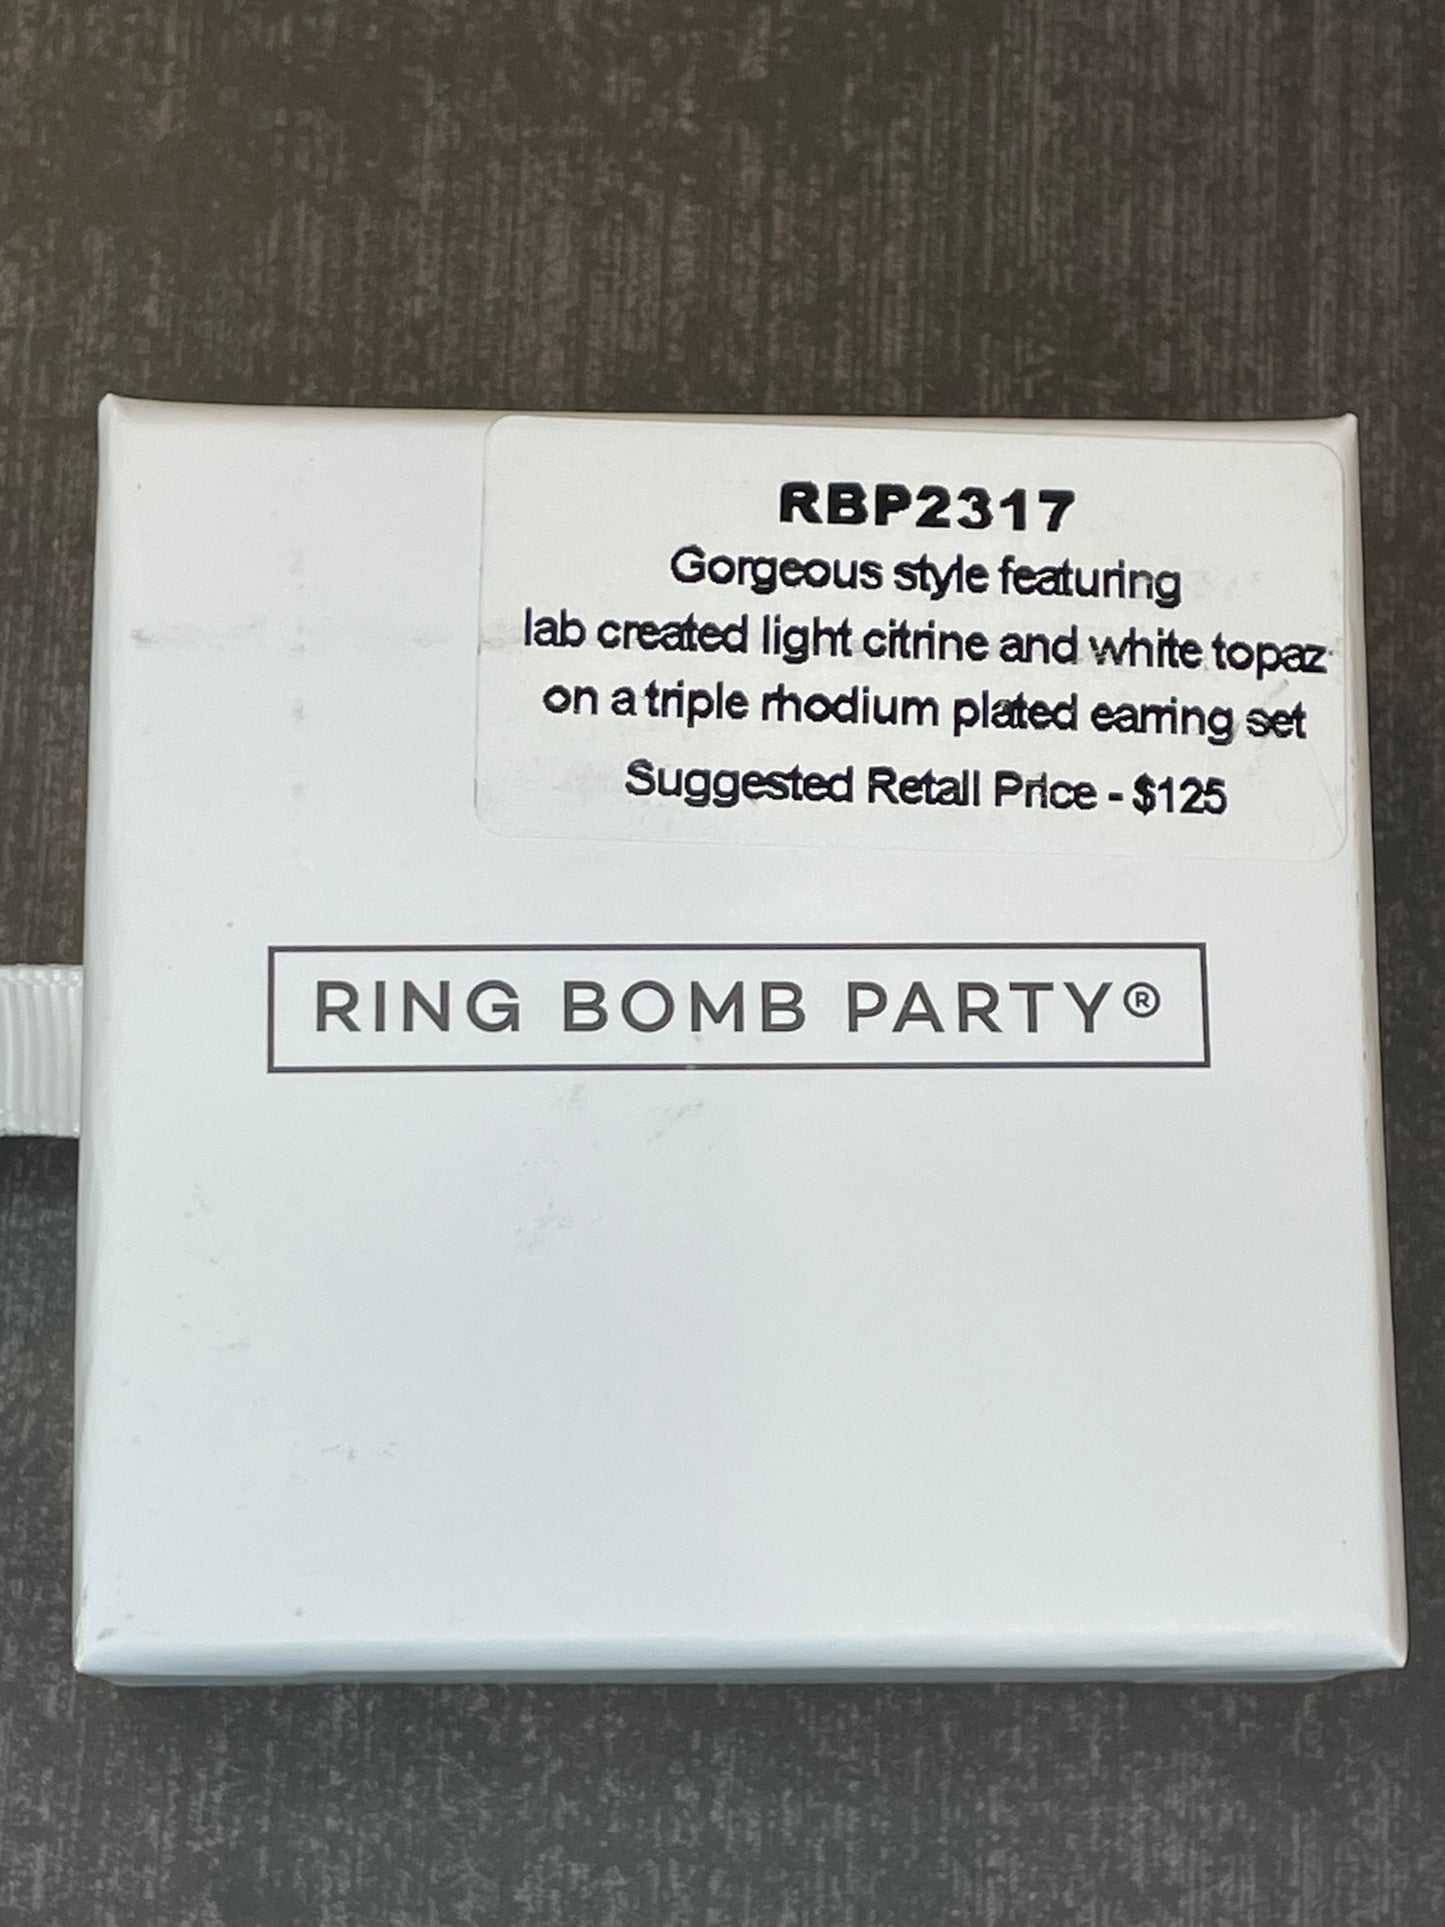 RBP2317
Gorgeous style featuring
lab created light citrine and white topaz
on a triple rhodium plated earring set
Suggested Retail Price - $125
RING BOMB PARTY®